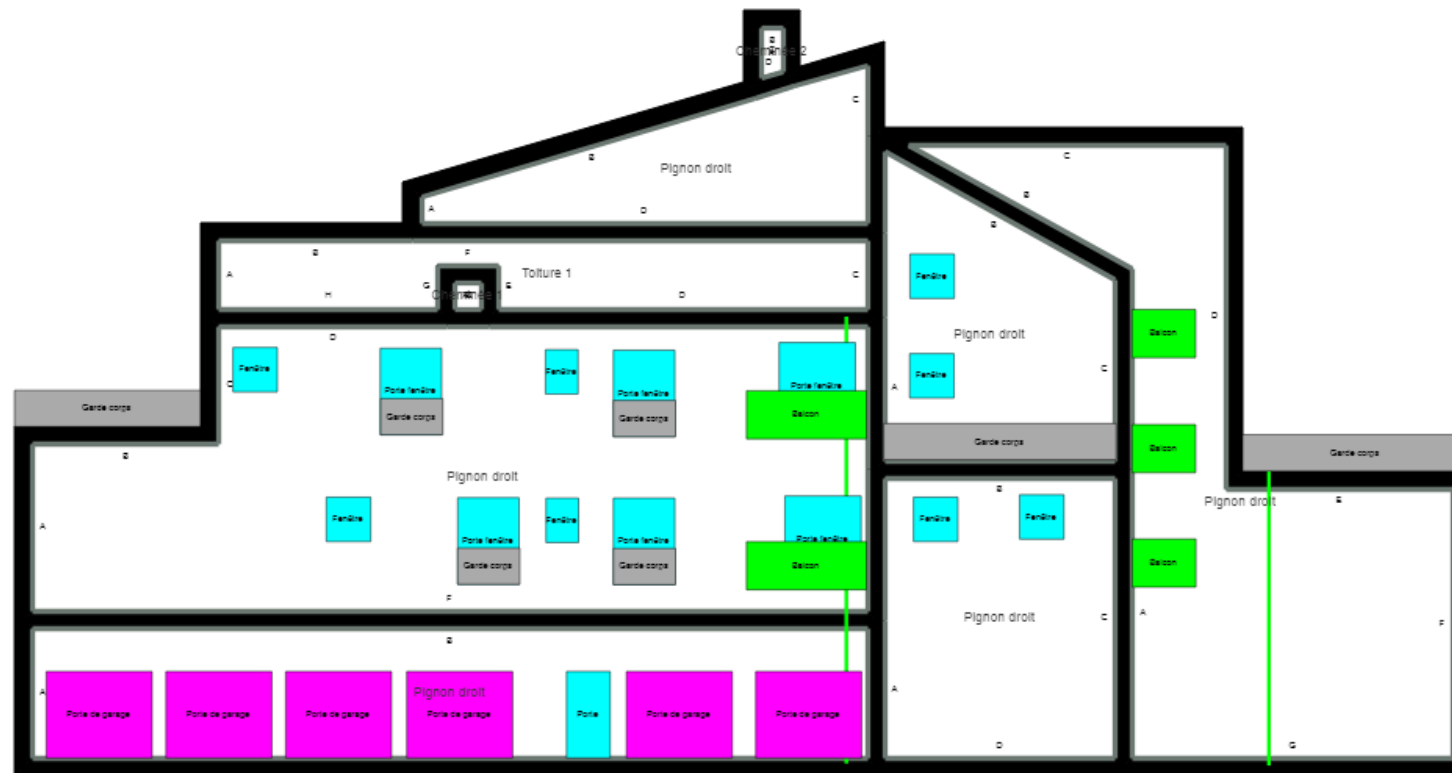 B
D
C
B
Pignon droit
A
D
C
B
B
B
F
A
Toiture 1
C
G
E
H
D
Fenêtre
D
D
Pignon droit
Fenêtre
Porte fenêtre
Fenêtre
Porte fenêtre
Porte fenêtre
Fenêtre
Balcon
C
A
C
Garde corps
Garde corps
Garde corps
Balcon
Garde corps
Balcon
Garde corps
B
Pignon droit
B
Pignon droit
E
A
Fenêtre
Porte fenêtre
Fenêtre
Porte fenêtre
Porte fenêtre
Fenêtre
Fenêtre
Garde corps
Garde corps
Balcon
Balcon
F
Pignon droit
C
A
F
B
A
Pignon droit
A
Porte de garage
Porte de garage
Porte de garage
Porte de garage
Porte
Porte de garage
Porte de garage
D
G